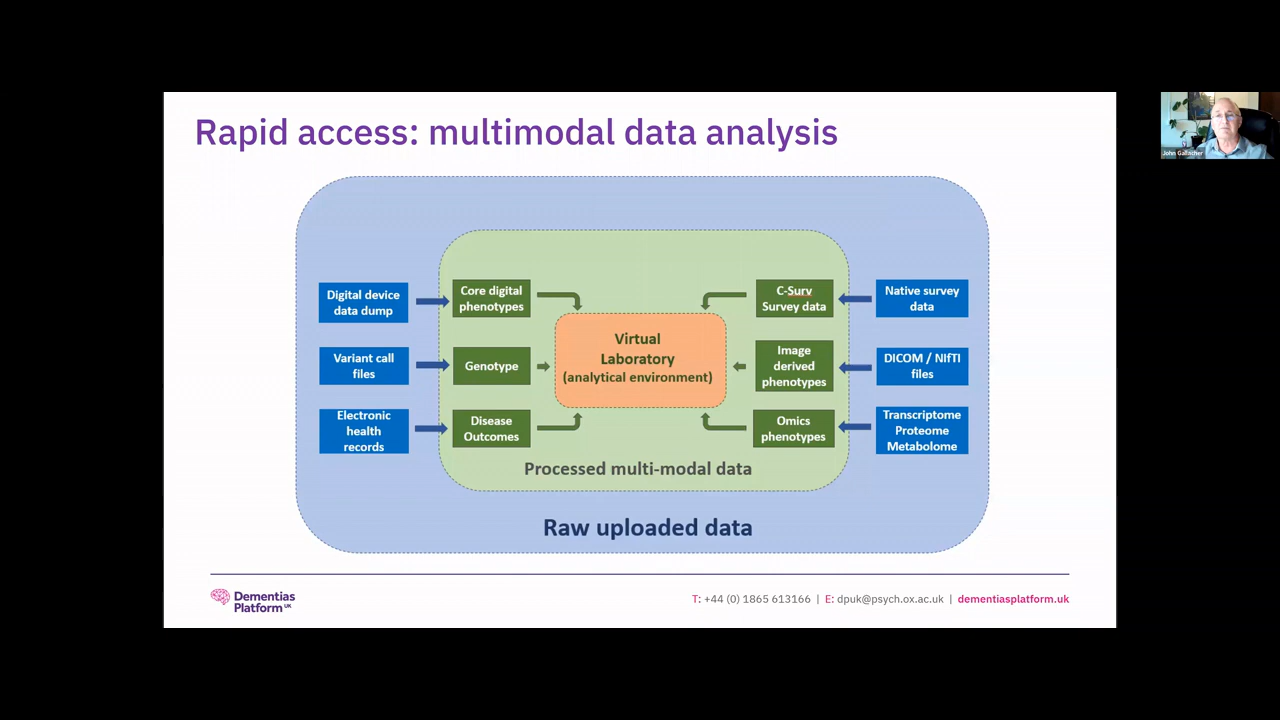 Rapid access: multimodal data analysis
John Gallacher
Digital device
data dump
Core digital
phenotypes
C-Surv
Survey data
Native survey
data
Variant call
files
Genotype
Virtual
Laboratory
(analytical environment)
Image
derived
phenotypes
DICOM / NIfTI
files
Electronic
health
records
Disease
Outcomes
Omics
phenotypes
Transcriptome
Proteome
Metabolome
Processed multi-modal data
Raw uploaded data
Dementias
Platform UK
T: +44 (0) 1865 613166 | E: dpuk@psych.ox.ac.uk | dementiasplatform.uk